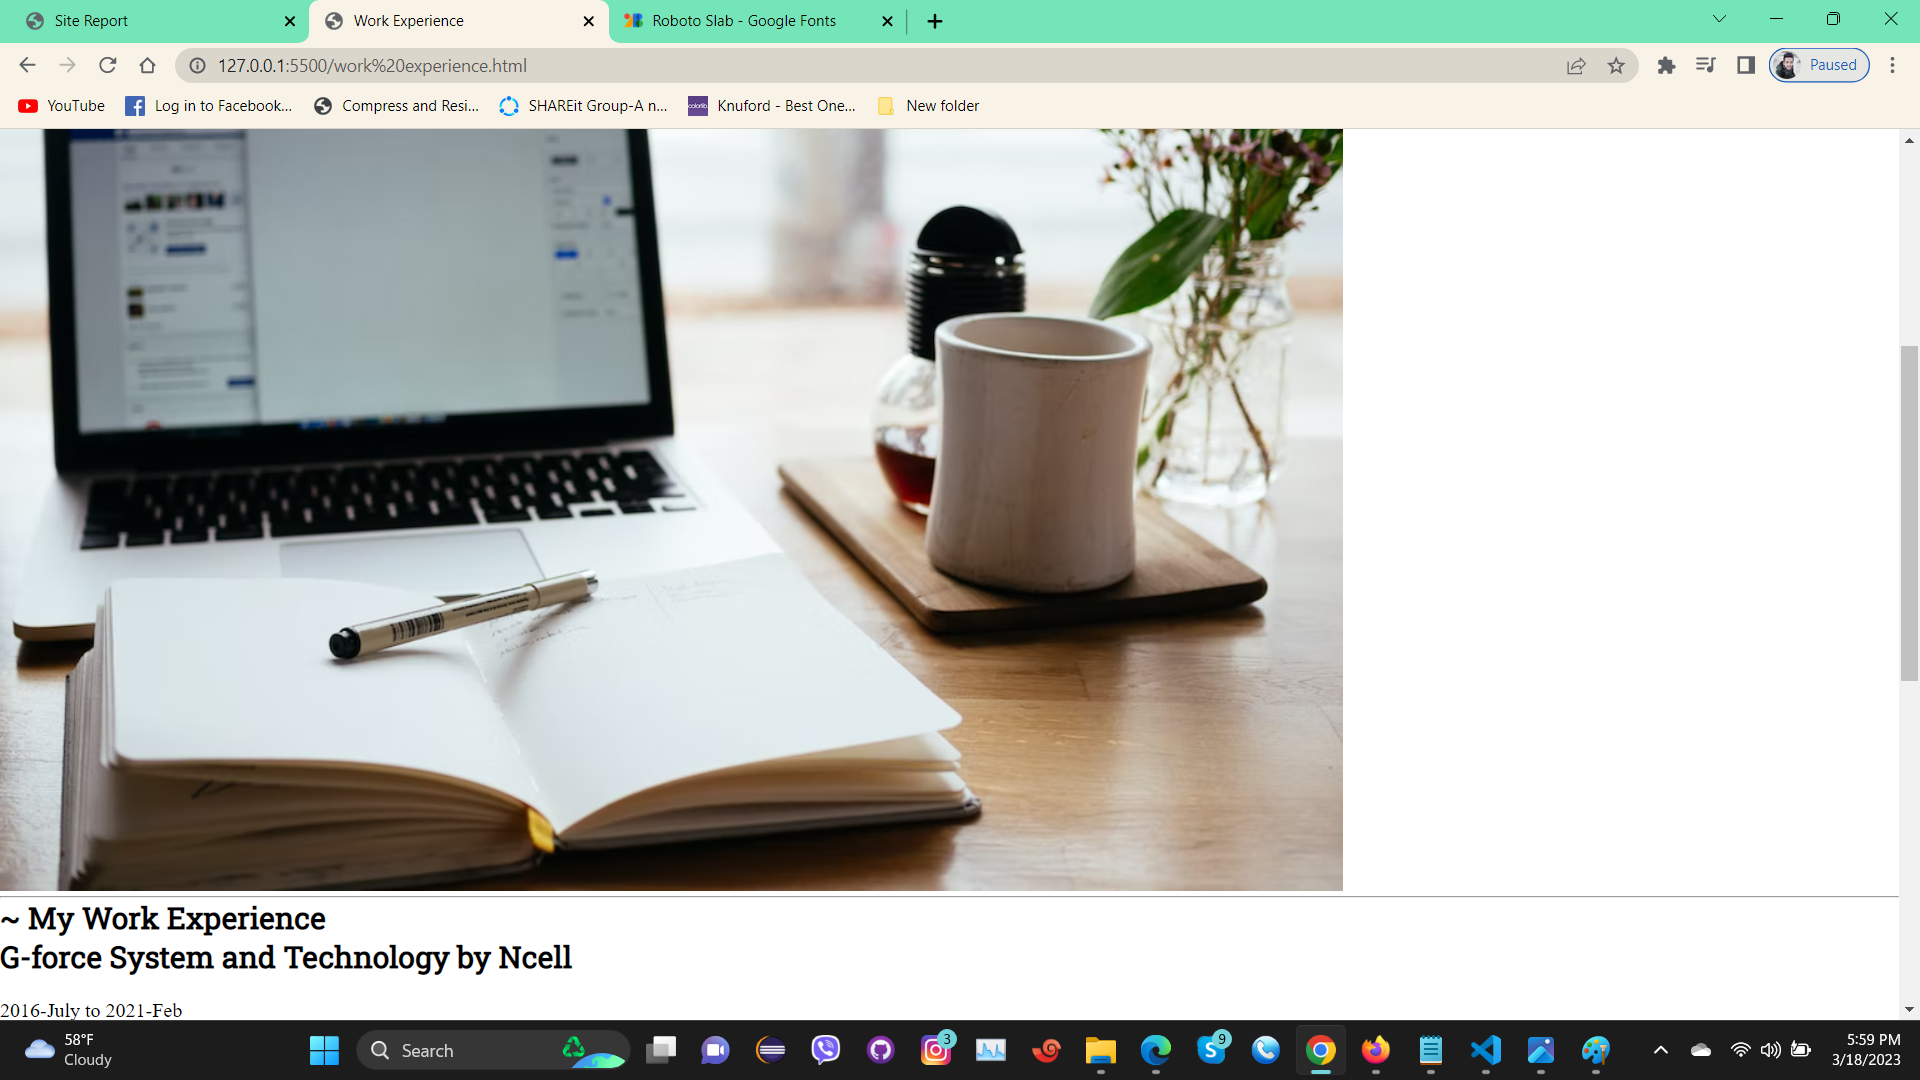 Site Report
Work Experience
Roboto Slab - Google Fonts
127.0.0.1:5500/work%20experience.html
Paused
YouTube
Log in to Facebook...
Compress and Resi...
SHAREit Group-A n...
Knuford - Best One...
New folder
~ My Work Experience
G-force System and Technology by Ncell
2016-July to 2021-Feb
58°F
Cloudy
Search
3
9
5:59 PM
3/18/2023